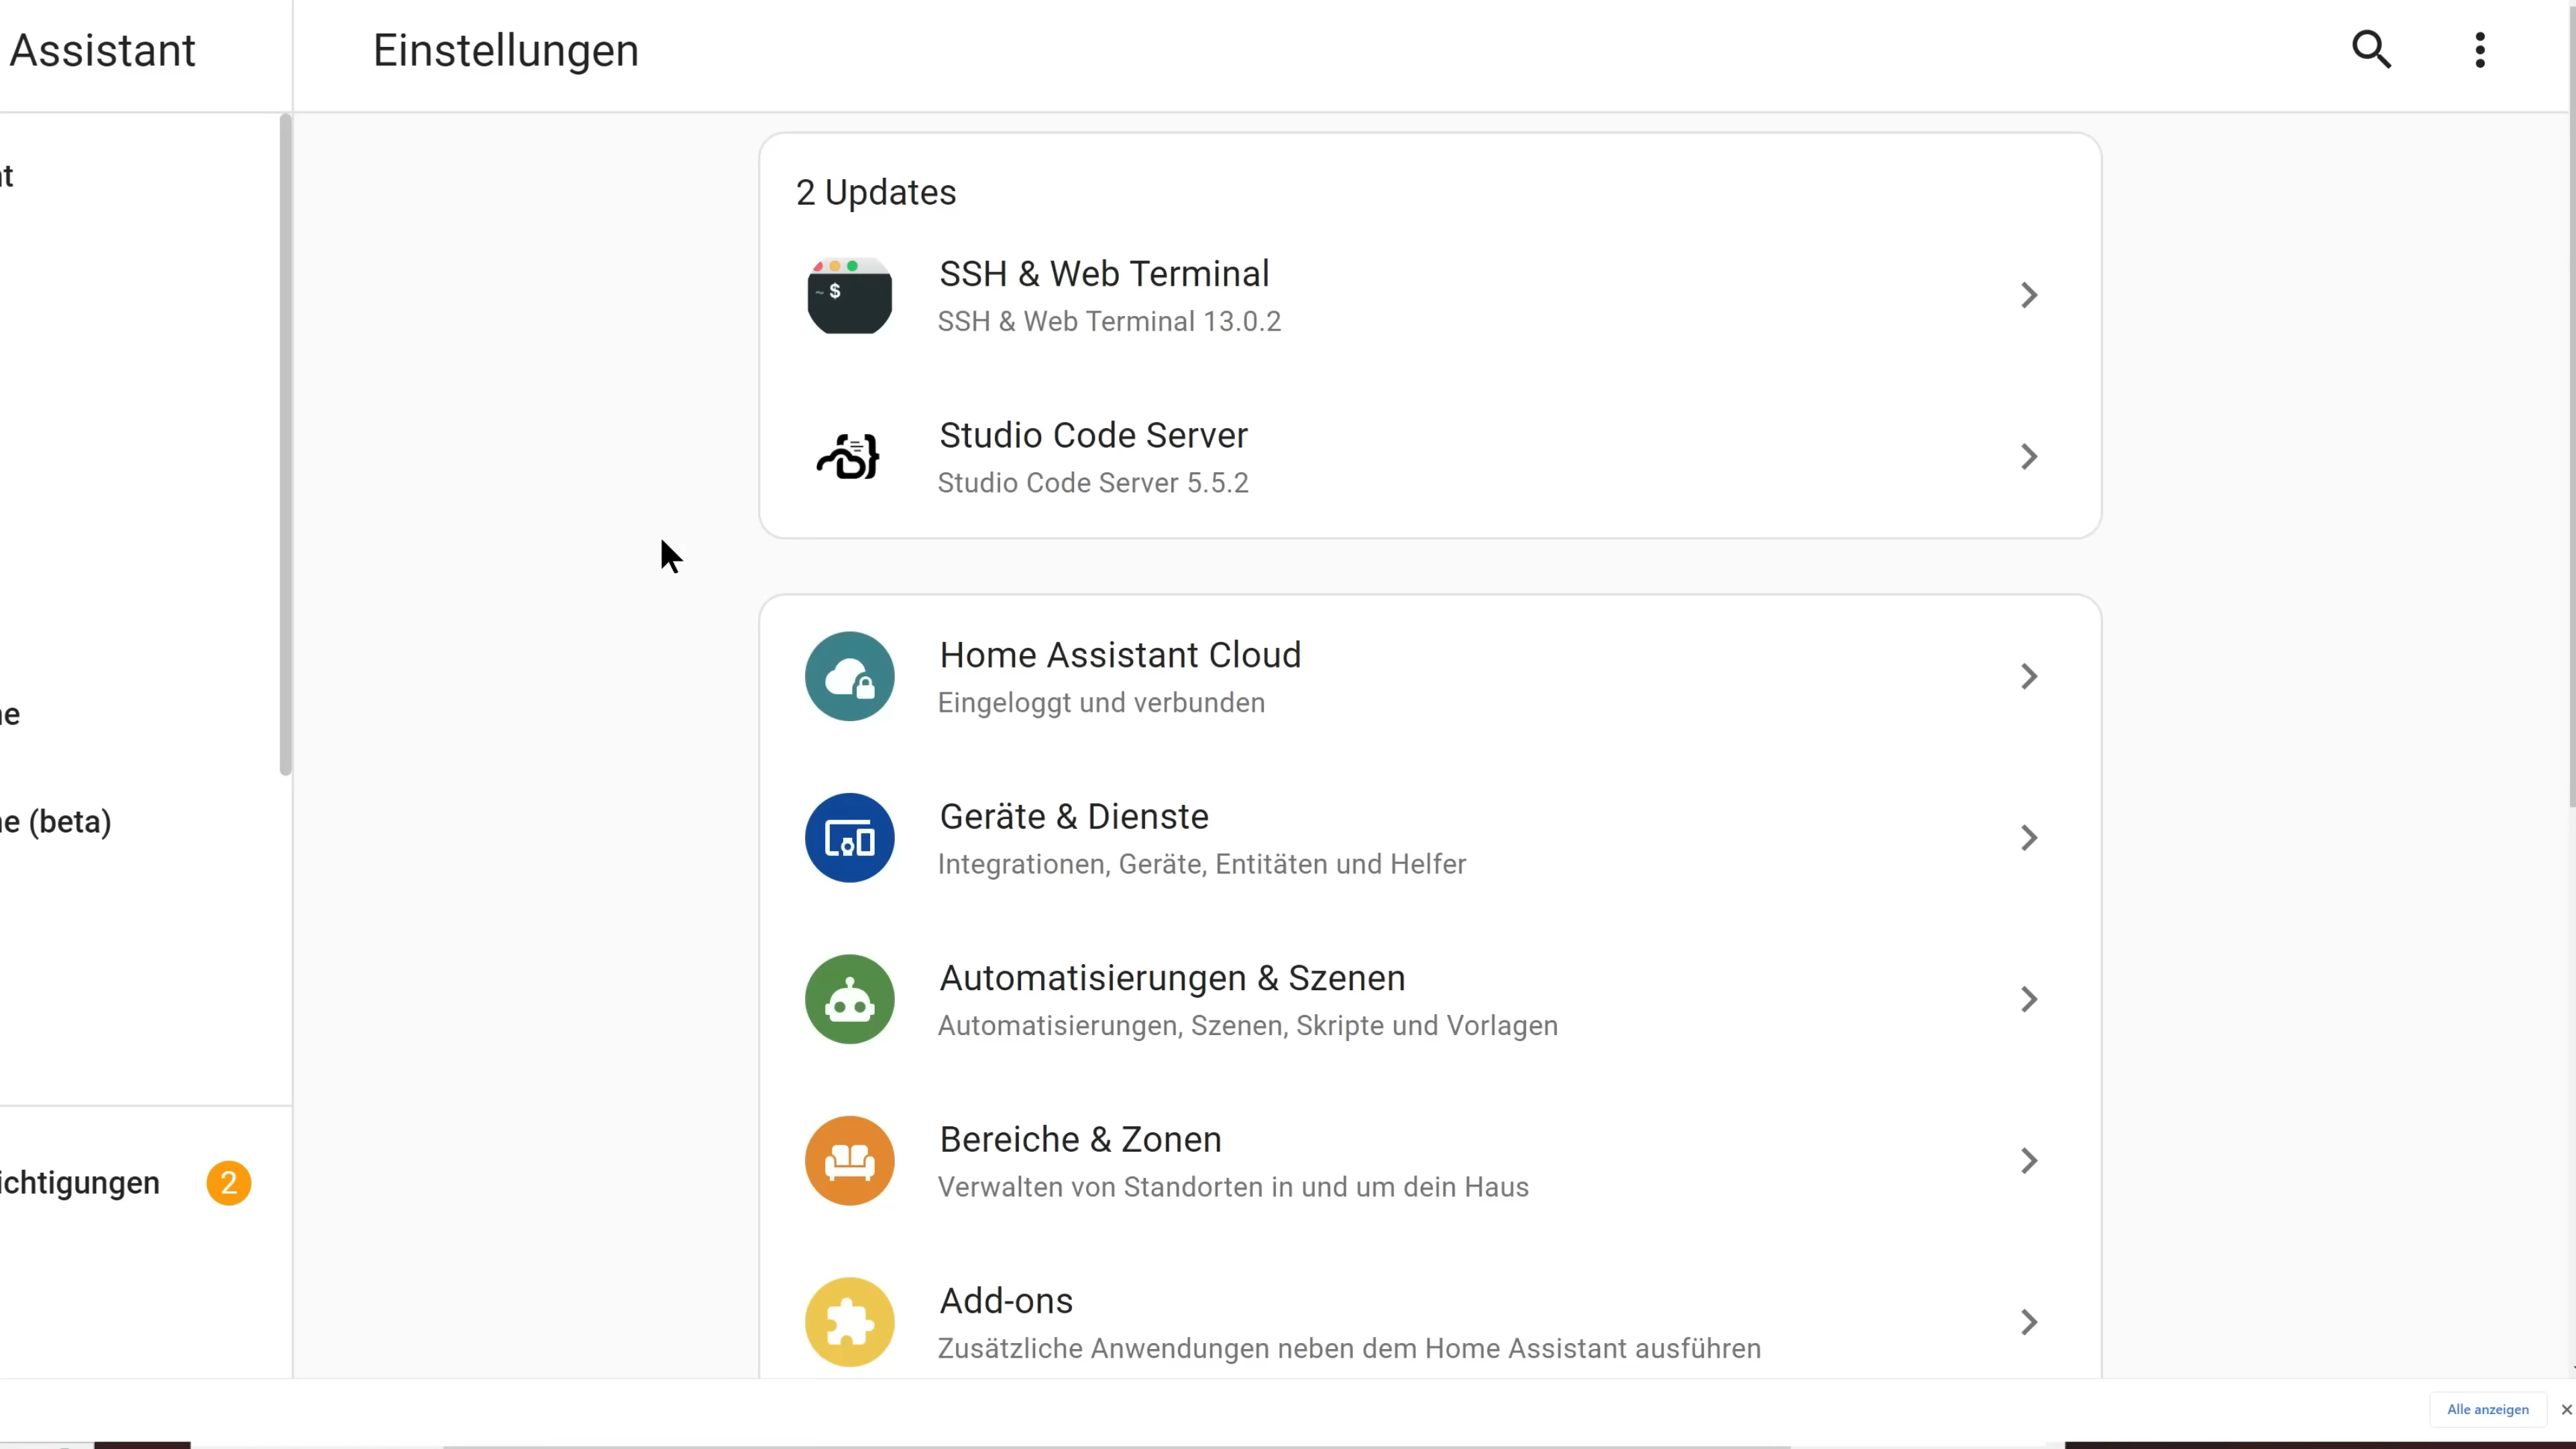 Assistant
Einstellungen
2 Updates
~ $
SSH & Web Terminal
SSH & Web Terminal 13.0.2
Studio Code Server
Studio Code Server 5.5.2
Home Assistant Cloud
Eingeloggt und verbunden
(beta)
Geräte & Dienste
Integrationen, Geräte, Entitäten und Helfer
Automatisierungen & Szenen
Automatisierungen, Szenen, Skripte und Vorlagen
Bereiche & Zonen
Verwalten von Standorten in und um dein Haus
ichtigungen 2
Add-ons
Zusätzliche Anwendungen neben dem Home Assistant ausführen
Alle anzeigen